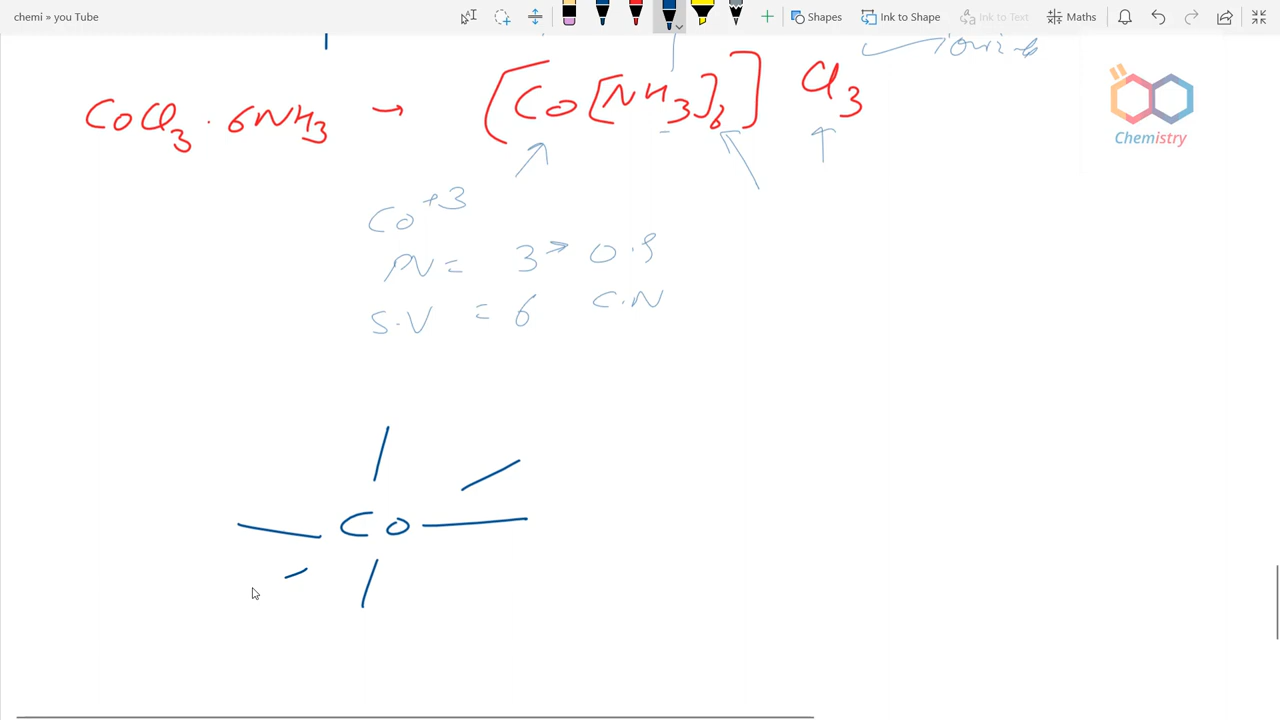 chemi » you Tube
Shapes
Ink to Shape
Ink to Text
Maths
CoCl3 · 6NH3 → [Co[NH3]6] Cl3
Chemistry
Co+3
PV = 3 → O.S
S.V = 6 C.N
Co